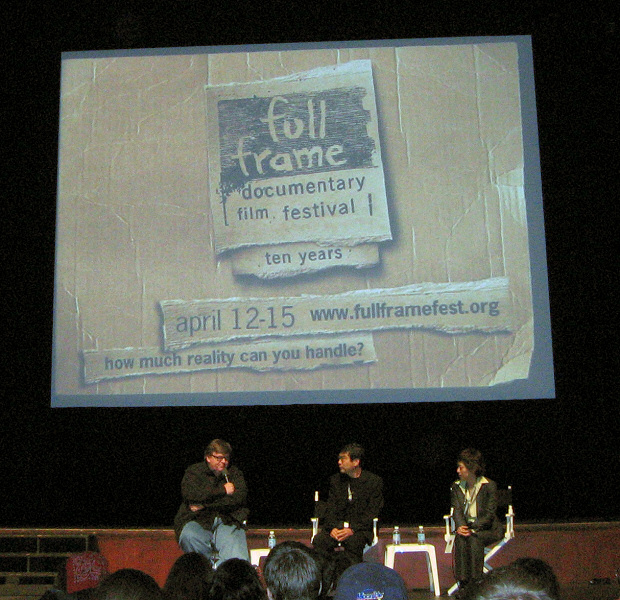 full
frame
documentary
film festival
ten years
april 12-15 www.fullframefest.org
how much reality can you handle?